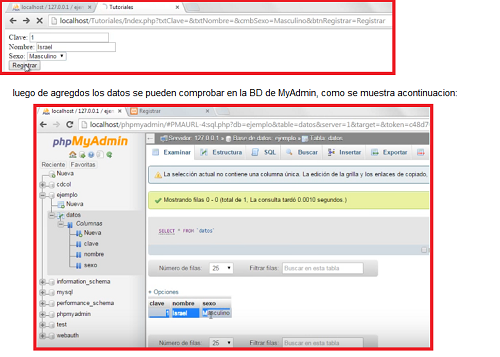 localhost / 127.0.0.1 / ejem
Tutoriales
localhost/Tutoriales/Index.php?txtClave=&txtNombre=&cmbSexo=Masculino&btnRegistrar=Registrar
Clave: 1
Nombre: Israel
Sexo: Masculino
Registrar
luego de agregdos los datos se pueden comprobar en la BD de MyAdmin, como se muestra acontinuacion:
localhost / 127.0.0.1 / ejem
Registrar
localhost/phpmyadmin/#PMAURL-4:sql.php?db=ejemplo&table=datos&server=1&target=&token=c48d7
phpMyAdmin
Reciente Favoritas
Nueva
cdcol
ejemplo
Nueva
datos
Columnas
Nueva
clave
nombre
sexo
information_schema
mysql
performance_schema
phpmyadmin
test
webauth
Servidor: 127.0.0.1 » Base de datos: ejemplo » Tabla: datos
Examinar Estructura SQL Buscar Insertar Exportar
La selección actual no contiene una columna única. La edición de la grilla y los enlaces de copiado,
Mostrando filas 0 - 0 (total de 1, La consulta tardó 0.0010 segundos.)
SELECT * FROM `datos`
Número de filas: 25 Filtrar filas: Buscar en esta tabla
+ Opciones
clave nombre sexo
1 Israel Masculino
Número de filas: 25 Filtrar filas: Buscar en esta tabla